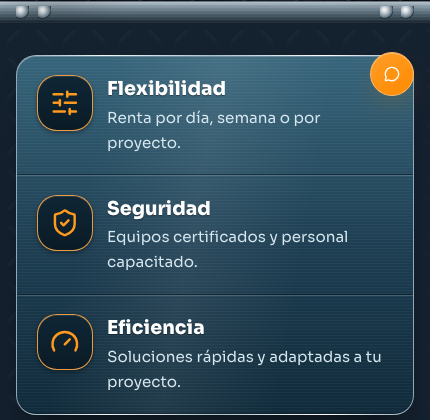 Flexibilidad
Renta por día, semana o por
proyecto.
Seguridad
Equipos certificados y personal
capacitado.
Eficiencia
Soluciones rápidas y adaptadas a tu
proyecto.